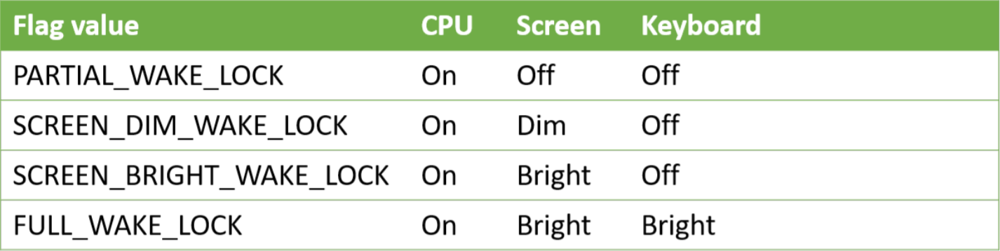 Flag value CPU Screen Keyboard
PARTIAL_WAKE_LOCK On Off Off
SCREEN_DIM_WAKE_LOCK On Dim Off
SCREEN_BRIGHT_WAKE_LOCK On Bright Off
FULL_WAKE_LOCK On Bright Bright